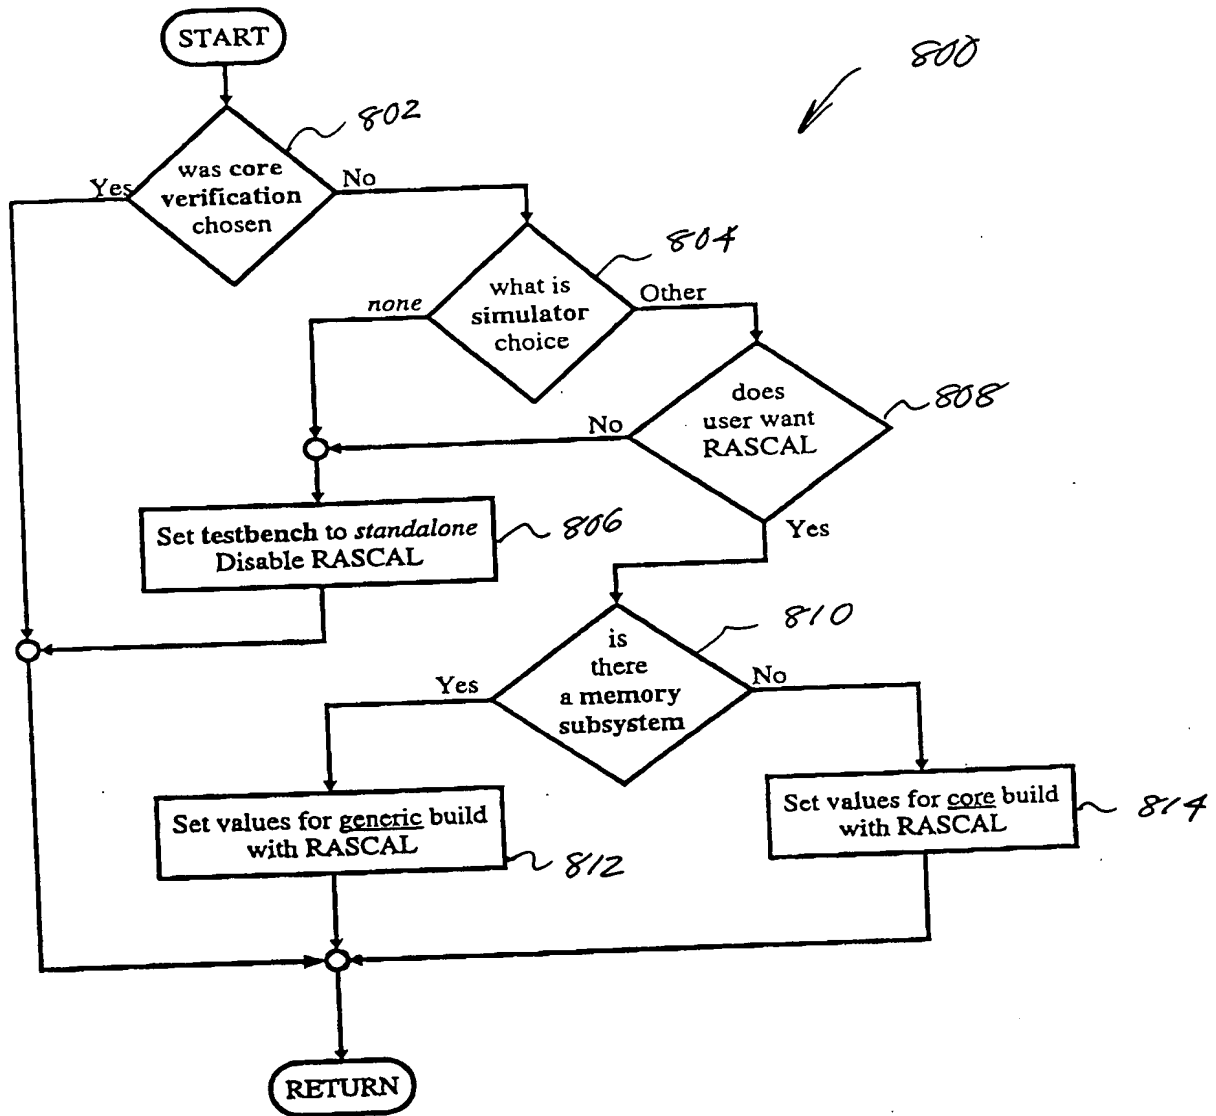 START
800
802
was core
verification
chosen
Yes
No
804
what is
simulator
choice
none
Other
808
does
user want
RASCAL
No
Yes
Set testbench to standalone
Disable RASCAL
806
810
is
there
a memory
subsystem
Yes
No
Set values for generic build
with RASCAL
812
Set values for core build
with RASCAL
814
RETURN